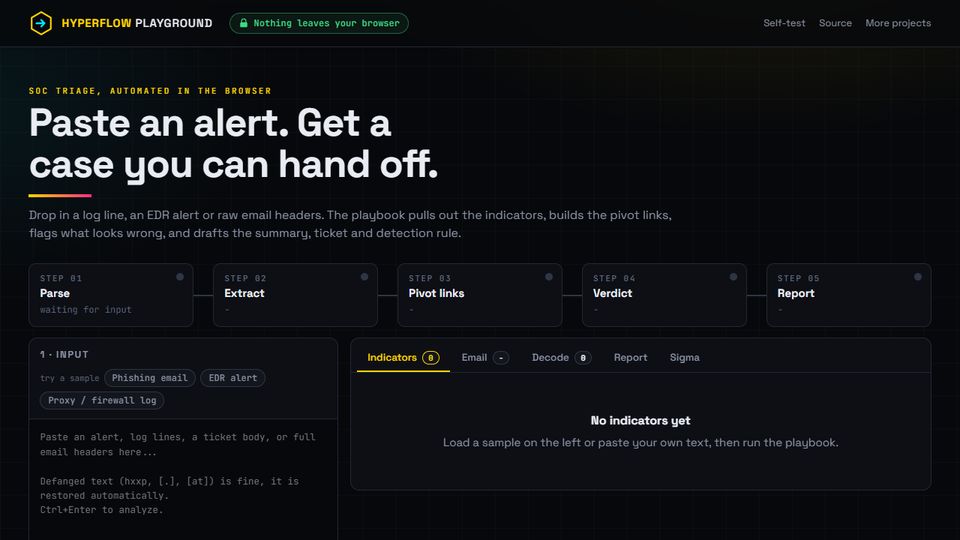 HYPERFLOW PLAYGROUND
Nothing leaves your browser
Self-test
Source
More projects
SOC TRIAGE, AUTOMATED IN THE BROWSER
Paste an alert. Get a
case you can hand off.
Drop in a log line, an EDR alert or raw email headers. The playbook pulls out the indicators, builds the pivot links,
flags what looks wrong, and drafts the summary, ticket and detection rule.
STEP 01
Parse
waiting for input
STEP 02
Extract
-
STEP 03
Pivot links
-
STEP 04
Verdict
-
STEP 05
Report
-
1 · INPUT
try a sample
Phishing email
EDR alert
Proxy / firewall log
Paste an alert, log lines, a ticket body, or full
email headers here...
Defanged text (hxxp, [.], [at]) is fine, it is
restored automatically.
Ctrl+Enter to analyze.
Indicators 0
Email -
Decode 0
Report
Sigma
No indicators yet
Load a sample on the left or paste your own text, then run the playbook.